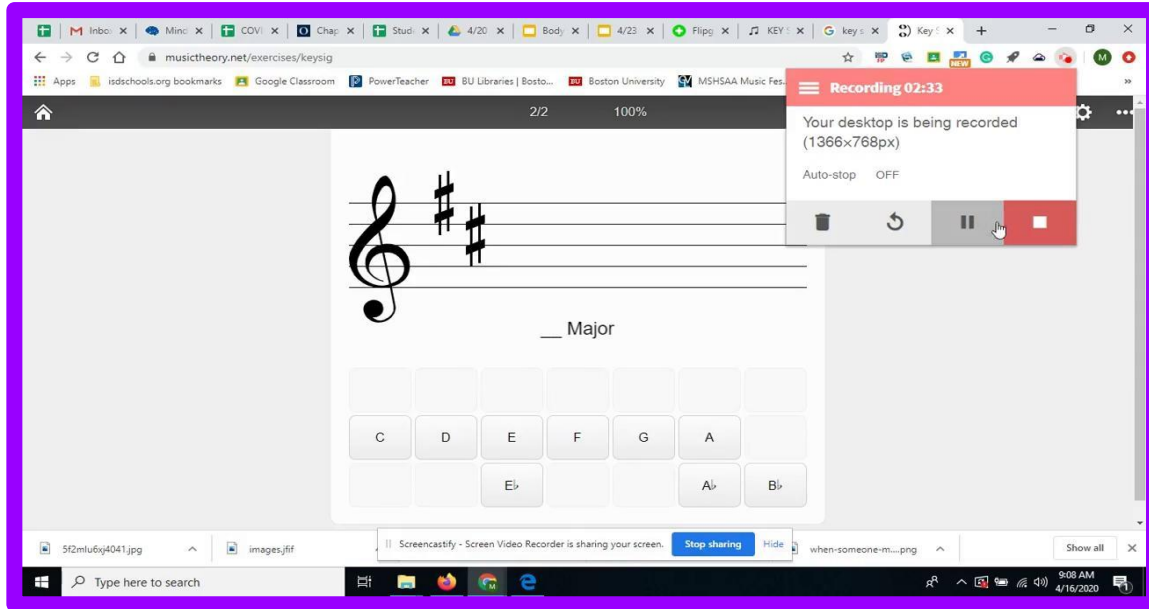 Inbo
Mind
COVI
Chap
Stud
4/20
Body
4/23
Flipg
KEY S
key s
Key S
musictheory.net/exercises/keysig
Apps
isdschools.org bookmarks
Google Classroom
PowerTeacher
BU Libraries | Bosto...
Boston University
MSHSAA Music Fes...
NEW
M
Recording 02:33
Your desktop is being recorded
(1366×768px)
Auto-stop OFF
2/2 100%
__ Major
C D E F G A
E♭ A♭ B♭
5f2mlu6xj4041.jpg
images.jfif
Screencastify - Screen Video Recorder is sharing your screen.
Stop sharing
Hide
when-someone-m....png
Show all
Type here to search
9:08 AM
4/16/2020